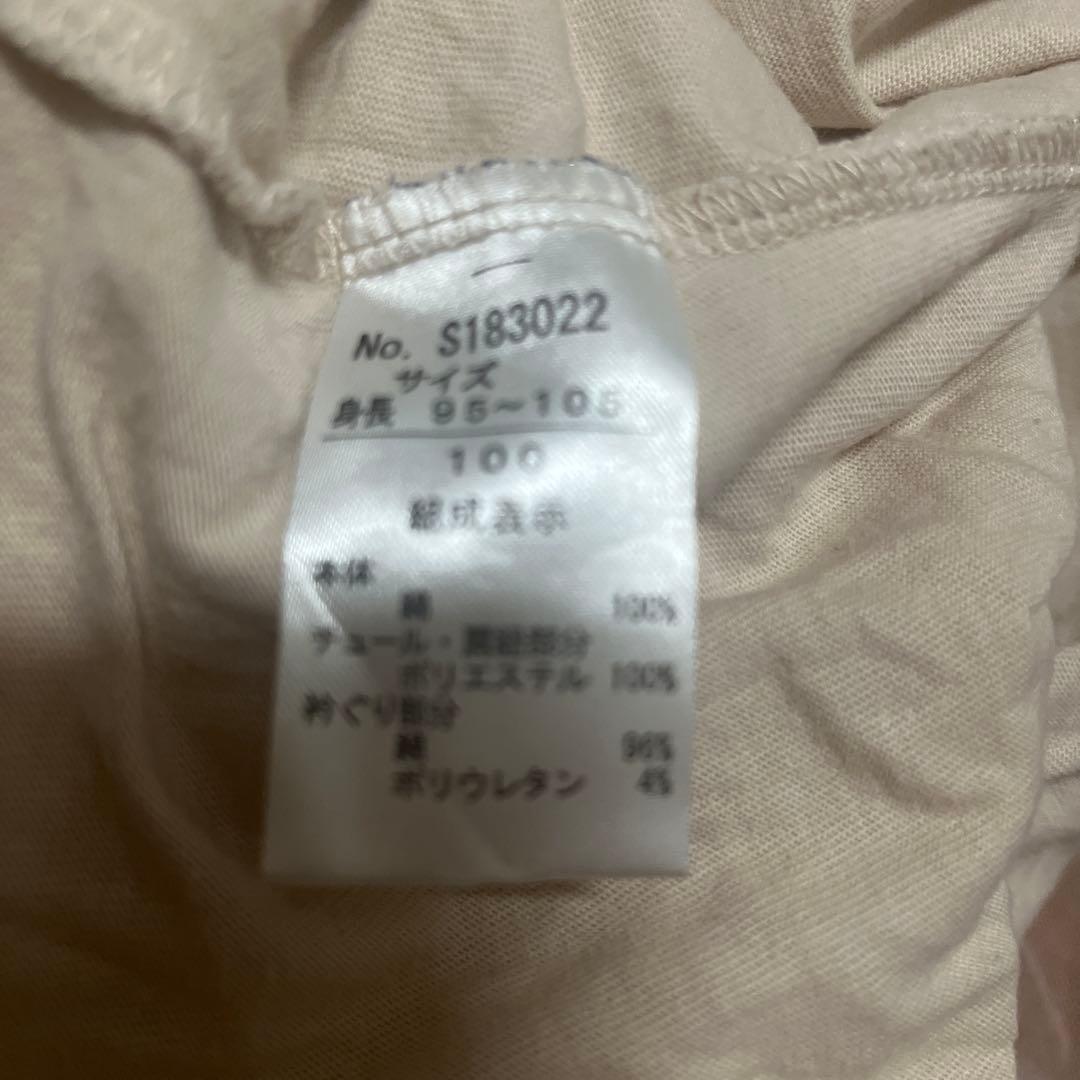 No. S183022
サイズ
身長 95～105
100
組成表示
本体
綿 100%
チュール・部分
ポリエステル 100%
衿ぐり部分
綿 96%
ポリウレタン 4%